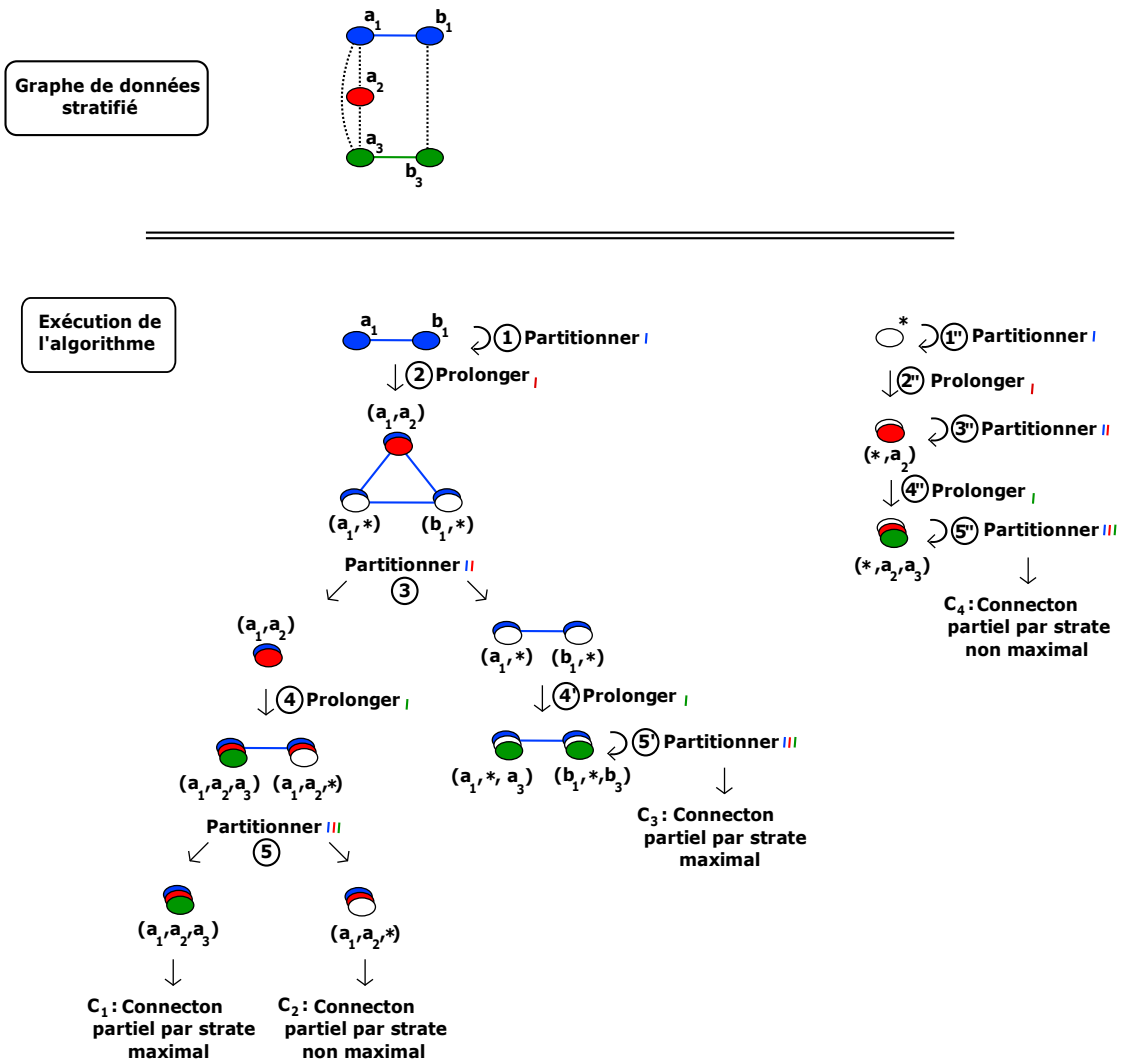 a1 b1
Graphe de données
stratifié
a2
a3
b3
Exécution de
l'algorithme
a1 b1
1 Partitionner
2 Prolonger
(a1,a2)
(a1,*) (b1,*)
Partitionner
3
(a1,a2)
4 Prolonger
(a1,a2,a3) (a1,a2,*)
Partitionner
5
(a1,a2,a3)
(a1,a2,*)
C1: Connecton
partiel par strate
maximal
C2: Connecton
partiel par strate
non maximal
(a1,*) (b1,*)
4' Prolonger
(a1,*, a3) (b1,*,b3)
5' Partitionner
C3: Connecton
partiel par strate
maximal
*
1" Partitionner
2" Prolonger
(*,a2)
3" Partitionner
4" Prolonger
(*,a2,a3)
5" Partitionner
C4: Connecton
partiel par strate
non maximal